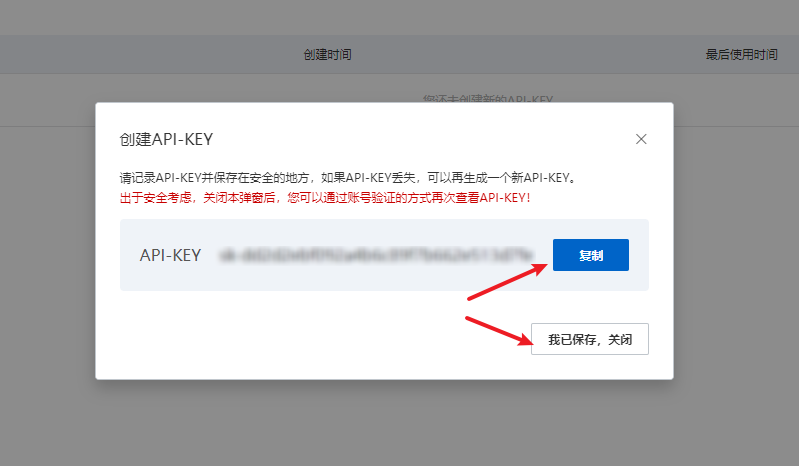 创建时间
最后使用时间
您还未创建新的API-KEY
创建API-KEY
请记录API-KEY并保存在安全的地方，如果API-KEY丢失，可以再生成一个新API-KEY。
出于安全考虑，关闭本弹窗后，您可以通过账号验证的方式再次查看API-KEY！
API-KEY
复制
我已保存，关闭